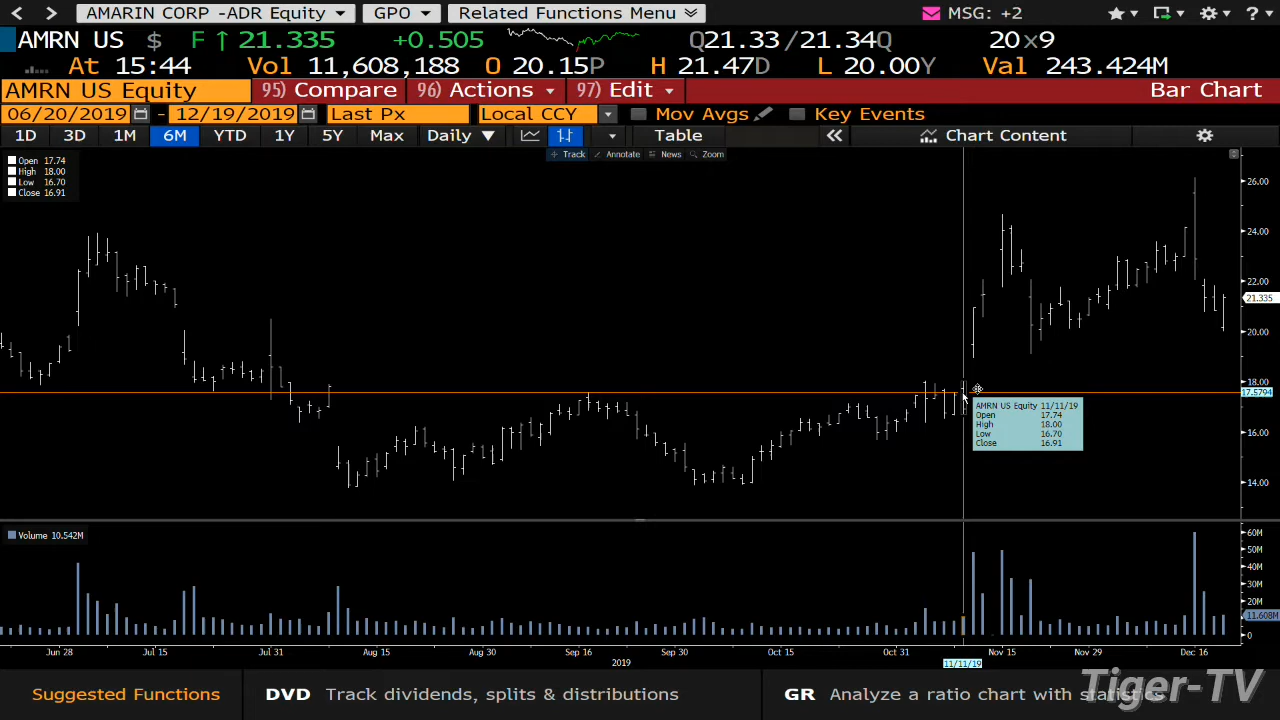 AMARIN CORP -ADR Equity GPO Related Functions Menu MSG: +2
AMRN US $ F ↑ 21.335 +0.505 Q21.33/21.34Q 20x9
At 15:44 Vol 11,608,188 O 20.15P H 21.47D L 20.00Y Val 243.424M
AMRN US Equity 95) Compare 96) Actions 97) Edit Bar Chart
06/20/2019 - 12/19/2019 Last Px Local CCY Mov Avgs Key Events
1D 3D 1M 6M YTD 1Y 5Y Max Daily ▼ Table « Chart Content
Track Annotate News Zoom
Open 17.74
High 18.00
Low 16.70
Close 16.91
26.00
24.00
22.00
21.335
20.00
18.00
17.5794
16.00
14.00
AMRN US Equity 11/11/19
Open 17.74
High 18.00
Low 16.70
Close 16.91
Volume 10.542M
60M
50M
40M
30M
20M
11.608M
0
Jun 28 Jul 15 Jul 31 Aug 15 Aug 30 Sep 16 Sep 30 Oct 15 Oct 31 Nov 15 Nov 29 Dec 16
2019 11/11/19
Suggested Functions DVD Track dividends, splits & distributions GR Analyze a ratio chart with statistics
Tiger-TV